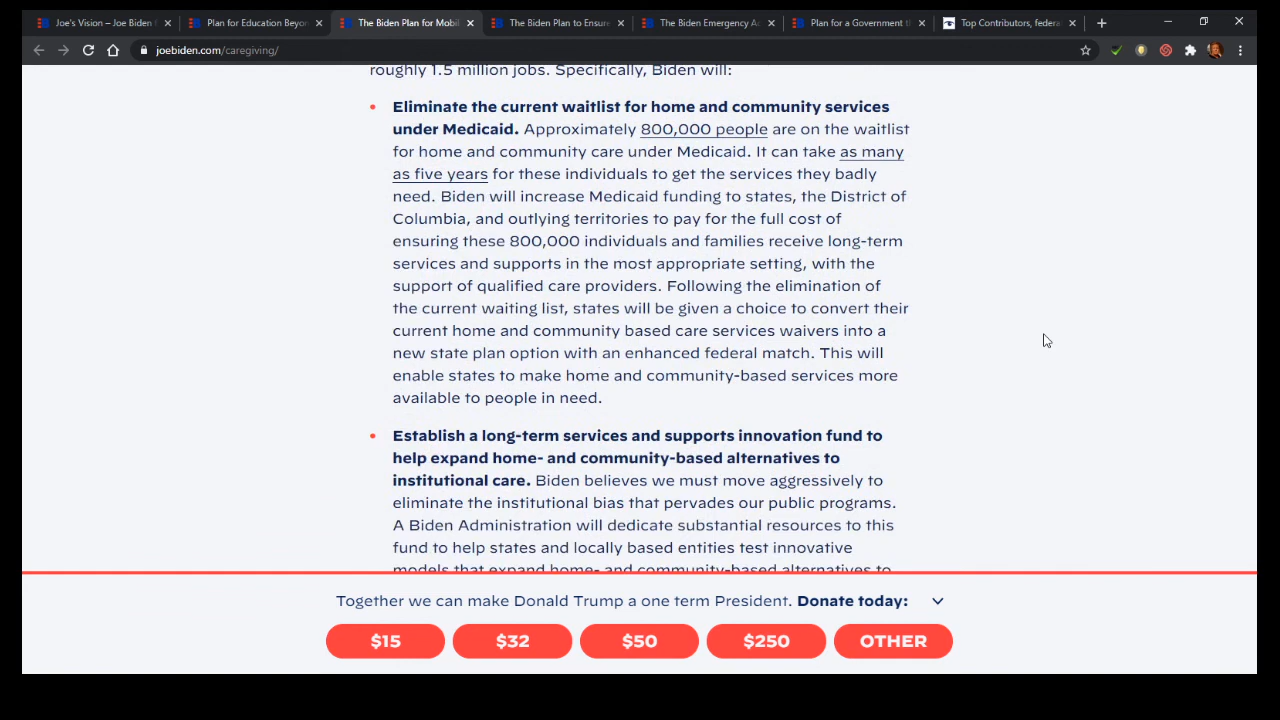 Joe's Vision – Joe Biden
Plan for Education Beyon
The Biden Plan for Mobil
The Biden Plan to Ensure
The Biden Emergency Ac
Plan for a Government t
Top Contributors, federa
joebiden.com/caregiving/
roughly 1.5 million jobs. Specifically, Biden will:
Eliminate the current waitlist for home and community services
under Medicaid. Approximately 800,000 people are on the waitlist
for home and community care under Medicaid. It can take as many
as five years for these individuals to get the services they badly
need. Biden will increase Medicaid funding to states, the District of
Columbia, and outlying territories to pay for the full cost of
ensuring these 800,000 individuals and families receive long-term
services and supports in the most appropriate setting, with the
support of qualified care providers. Following the elimination of
the current waiting list, states will be given a choice to convert their
current home and community based care services waivers into a
new state plan option with an enhanced federal match. This will
enable states to make home and community-based services more
available to people in need.
Establish a long-term services and supports innovation fund to
help expand home- and community-based alternatives to
institutional care. Biden believes we must move aggressively to
eliminate the institutional bias that pervades our public programs.
A Biden Administration will dedicate substantial resources to this
fund to help states and locally based entities test innovative
models that expand home- and community-based alternatives to
Together we can make Donald Trump a one term President. Donate today:
$15
$32
$50
$250
OTHER